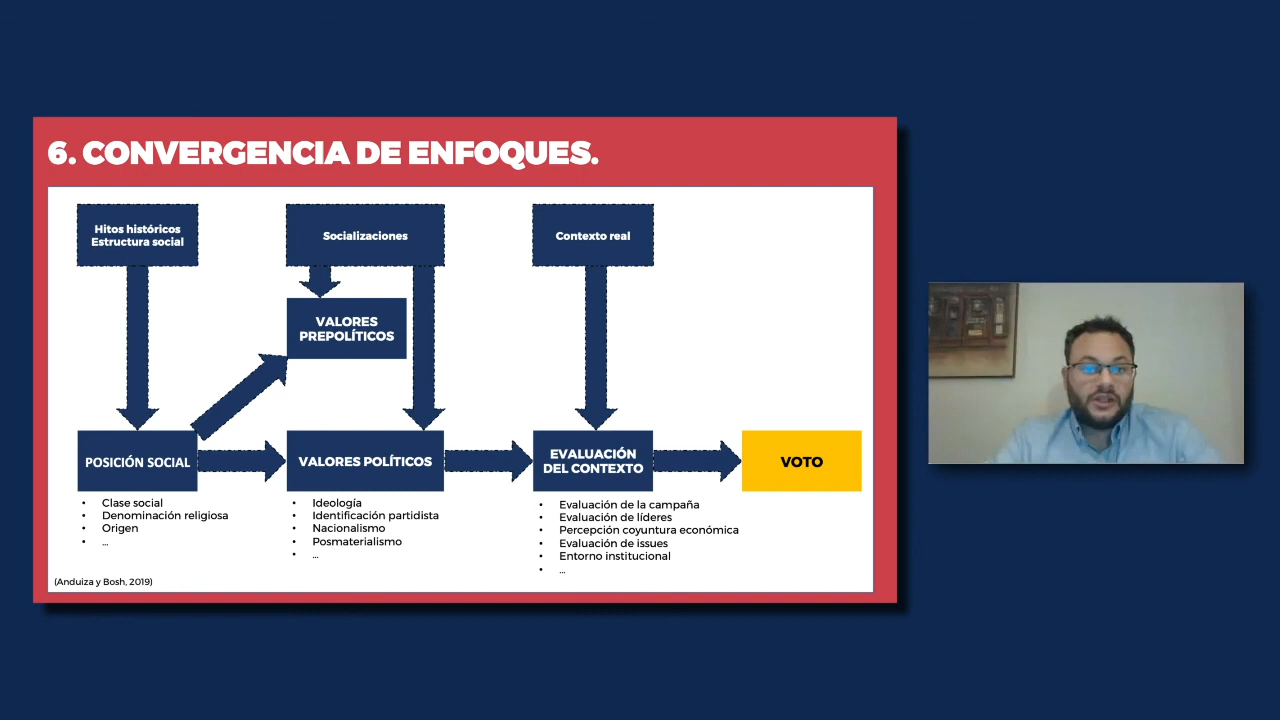 6. CONVERGENCIA DE ENFOQUES.
Hitos históricos
Estructura social
Socializaciones
Contexto real
VALORES
PREPOLÍTICOS
POSICIÓN SOCIAL
VALORES POLÍTICOS
EVALUACIÓN
DEL CONTEXTO
VOTO
• Clase social
• Denominación religiosa
• Origen
• ...
• Ideología
• Identificación partidista
• Nacionalismo
• Posmaterialismo
• ...
• Evaluación de la campaña
• Evaluación de líderes
• Percepción coyuntura económica
• Evaluación de issues
• Entorno institucional
• ...
(Anduiza y Bosh, 2019)